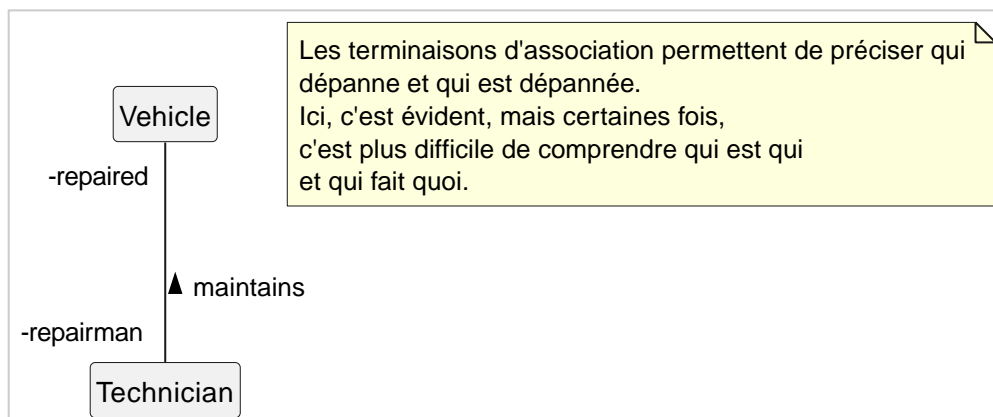 Les terminaisons d'association permettent de préciser qui
dépanne et qui est dépannée.
Ici, c'est évident, mais certaines fois,
c'est plus difficile de comprendre qui est qui
et qui fait quoi.
Vehicle
-repaired
maintains
-repairman
Technician